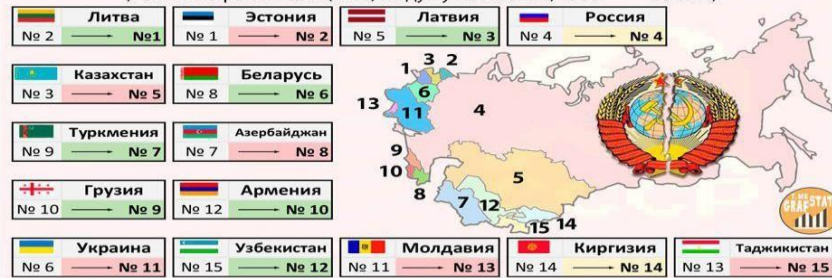 Литва Эстония Латвия Россия
№ 2 → №1 № 1 → № 2 № 5 → № 3 № 4 → № 4
Казахстан Беларусь
№ 3 → № 5 № 8 → № 6
Туркмения Азербайджан
№ 9 → № 7 № 7 → № 8
Грузия Армения
№ 10 → № 9 № 12 → № 10
Украина Узбекистан Молдавия Киргизия Таджикистан
№ 6 → № 11 № 15 → № 12 № 11 → № 13 № 14 → № 14 № 13 → № 15
1 3 2
6
13 11 4
9
10
8
5
7 12
15 14
GRAFSTAT